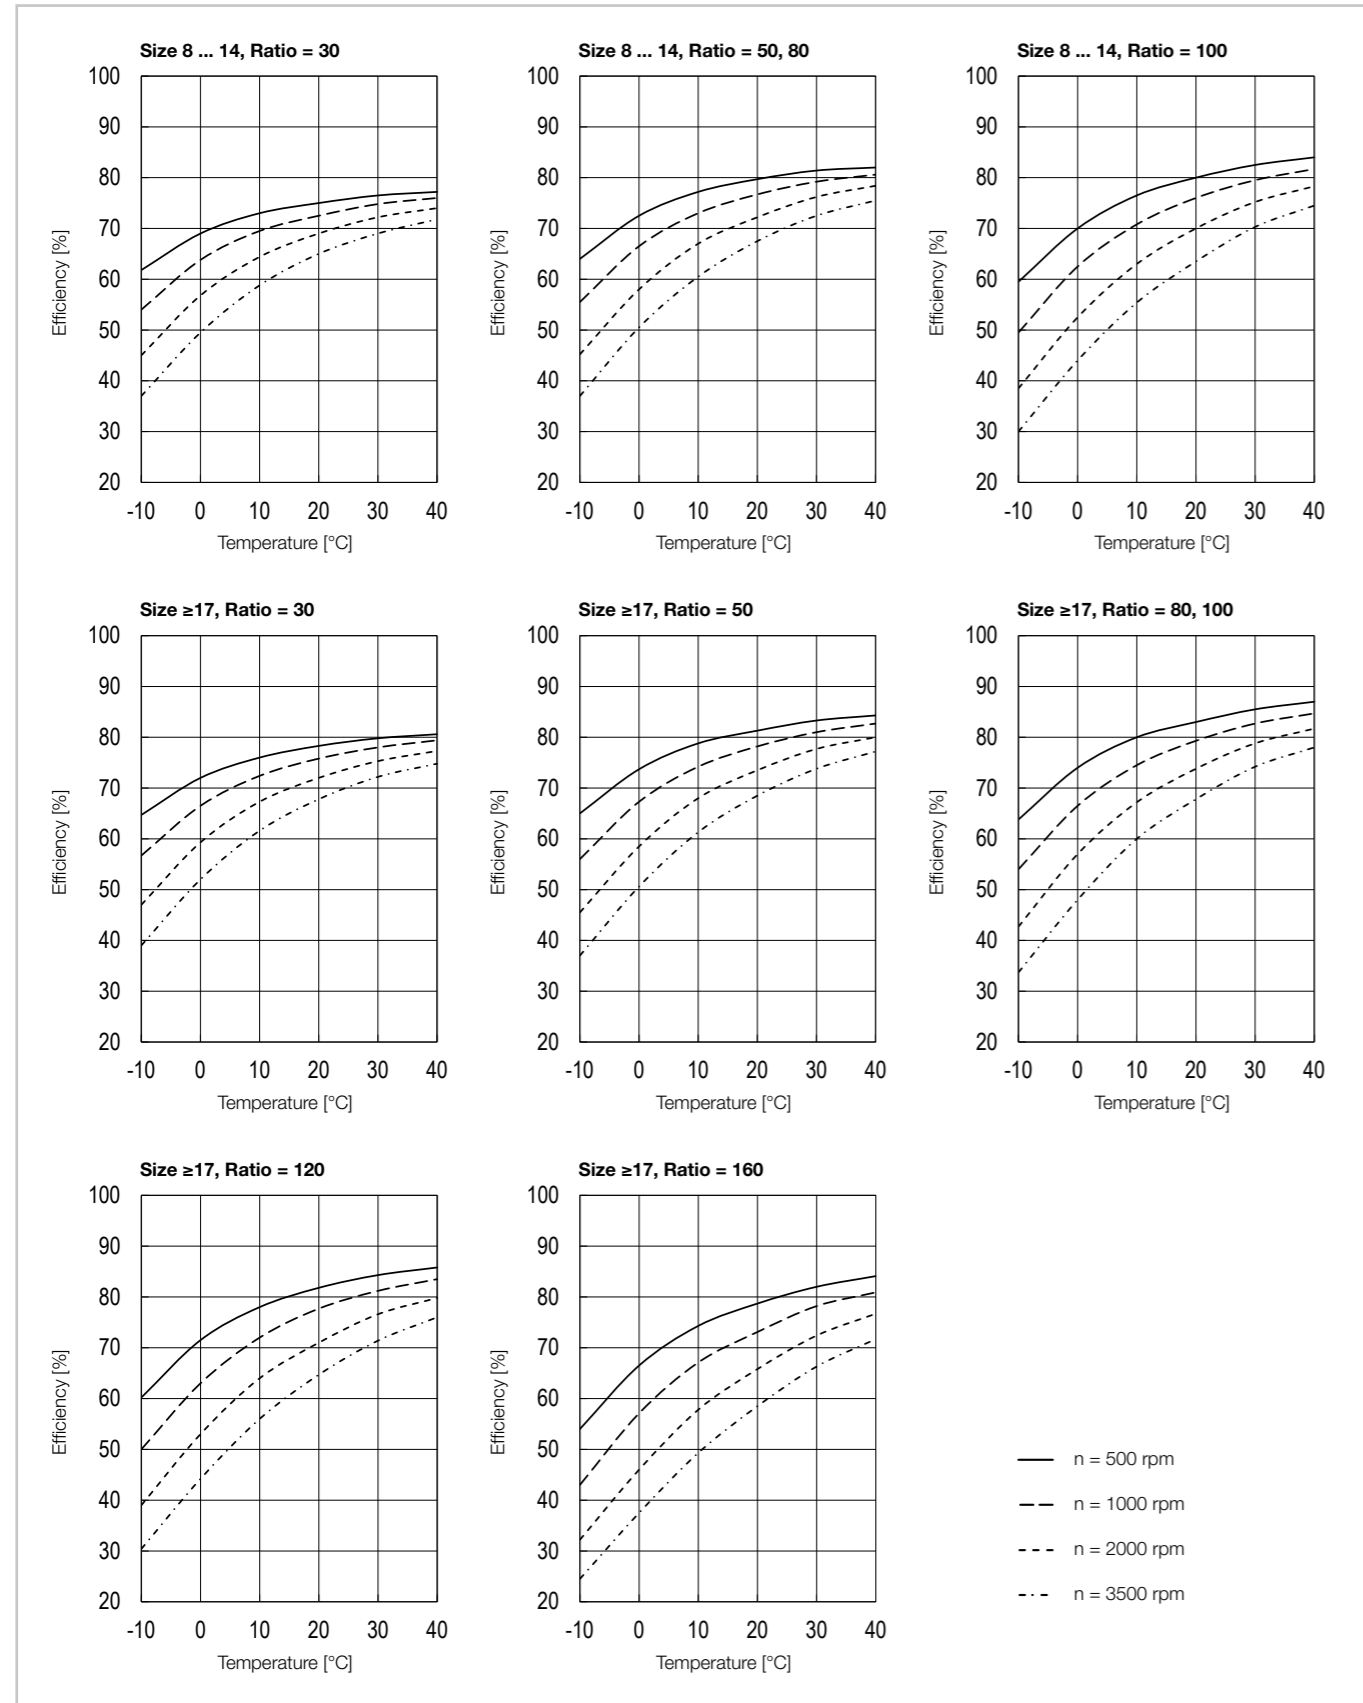 Size 8 ... 14, Ratio = 30
100
90
80
70
60
50
40
30
20
Efficiency [%]
-10 0 10 20 30 40
Temperature [°C]
Size 8 ... 14, Ratio = 50, 80
100
90
80
70
60
50
40
30
20
Efficiency [%]
-10 0 10 20 30 40
Temperature [°C]
Size 8 ... 14, Ratio = 100
100
90
80
70
60
50
40
30
20
Efficiency [%]
-10 0 10 20 30 40
Temperature [°C]
Size ≥17, Ratio = 30
100
90
80
70
60
50
40
30
20
Efficiency [%]
-10 0 10 20 30 40
Temperature [°C]
Size ≥17, Ratio = 50
100
90
80
70
60
50
40
30
20
Efficiency [%]
-10 0 10 20 30 40
Temperature [°C]
Size ≥17, Ratio = 80, 100
100
90
80
70
60
50
40
30
20
Efficiency [%]
-10 0 10 20 30 40
Temperature [°C]
Size ≥17, Ratio = 120
100
90
80
70
60
50
40
30
20
Efficiency [%]
-10 0 10 20 30 40
Temperature [°C]
Size ≥17, Ratio = 160
100
90
80
70
60
50
40
30
20
Efficiency [%]
-10 0 10 20 30 40
Temperature [°C]
n = 500 rpm
n = 1000 rpm
n = 2000 rpm
n = 3500 rpm